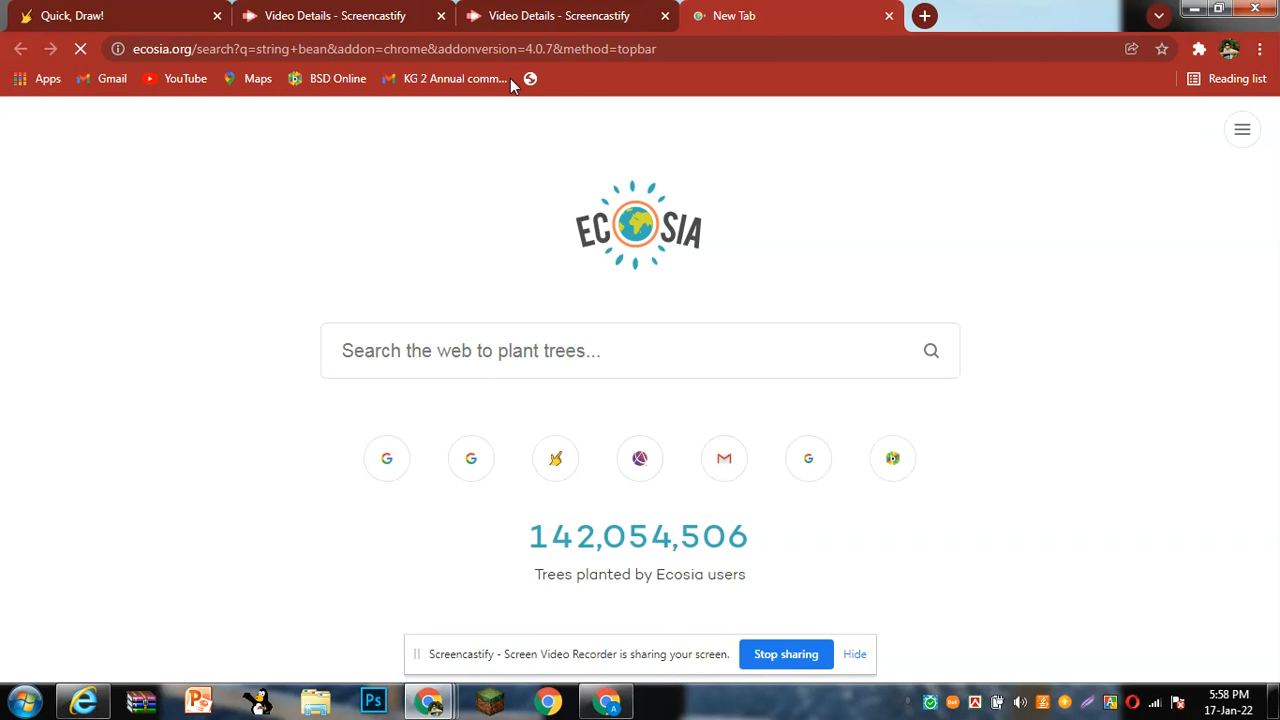 Quick, Draw!
Video Details - Screencastify
Video Details - Screencastify
New Tab
ecosia.org/search?q=string+bean&addon=chrome&addonversion=4.0.7&method=topbar
Apps
Gmail
YouTube
Maps
BSD Online
KG 2 Annual comm...
Reading list
ECOSIA
Search the web to plant trees...
142,054,506
Trees planted by Ecosia users
Screencastify - Screen Video Recorder is sharing your screen.
Stop sharing
Hide
Ps
5:58 PM
17-Jan-22